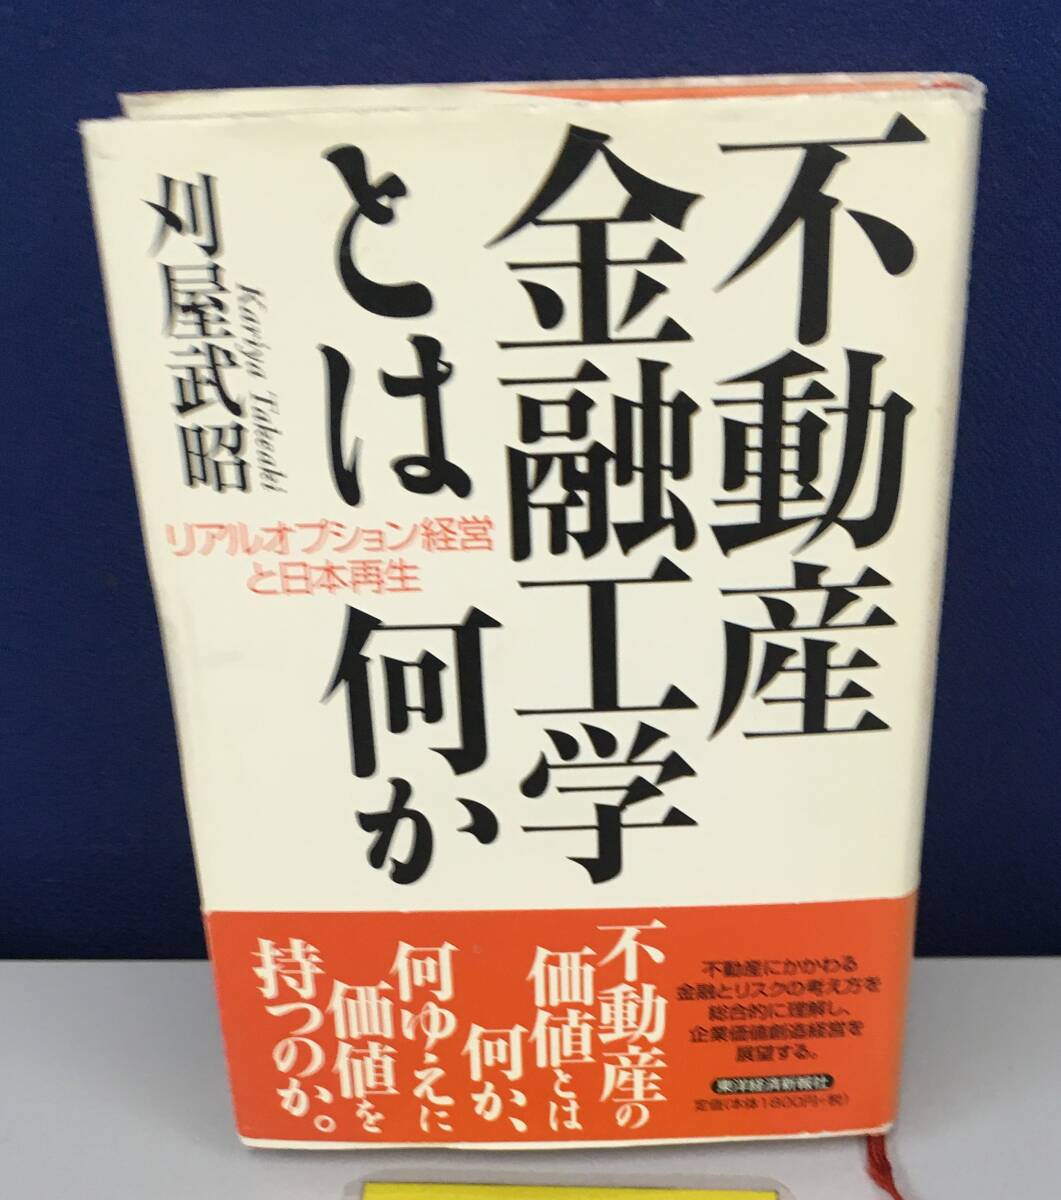 不動産
金融工学
とは何か
リアルオプション経営
と日本再生
刈屋武昭
Kariya Takeaki
不動産の
価値とは
何か、
何ゆえに
価値を
持つのか。
不動産にかかわる
金融とリスクの考え方を
総合的に理解し、
企業価値創造経営を
展望する。
東洋経済新報社
定価(本体1800円+税)